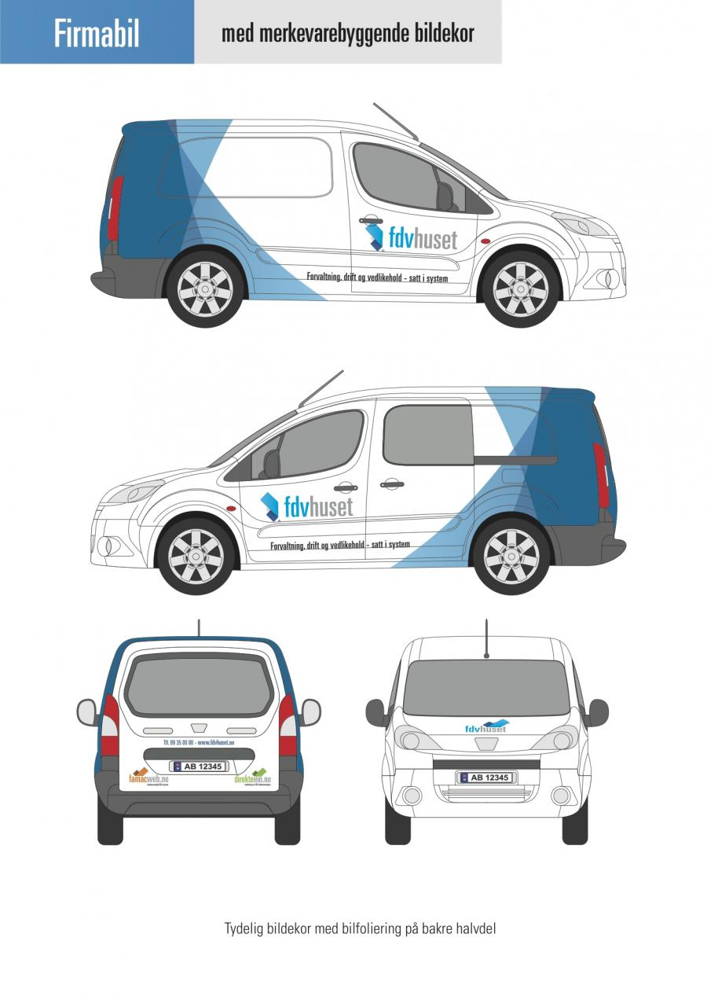 Firmabil
med merkevarebyggende bildekor
fdvhuset
Forvaltning, drift og vedlikehold - satt i system
fdvhuset
Forvaltning, drift og vedlikehold - satt i system
Tlf. 99 35 00 00 - www.fdvhuset.no
AB 12345
famacweb.no
direkteinn.no
fdvhuset
AB 12345
Tydelig bildekor med bilfoliering på bakre halvdel